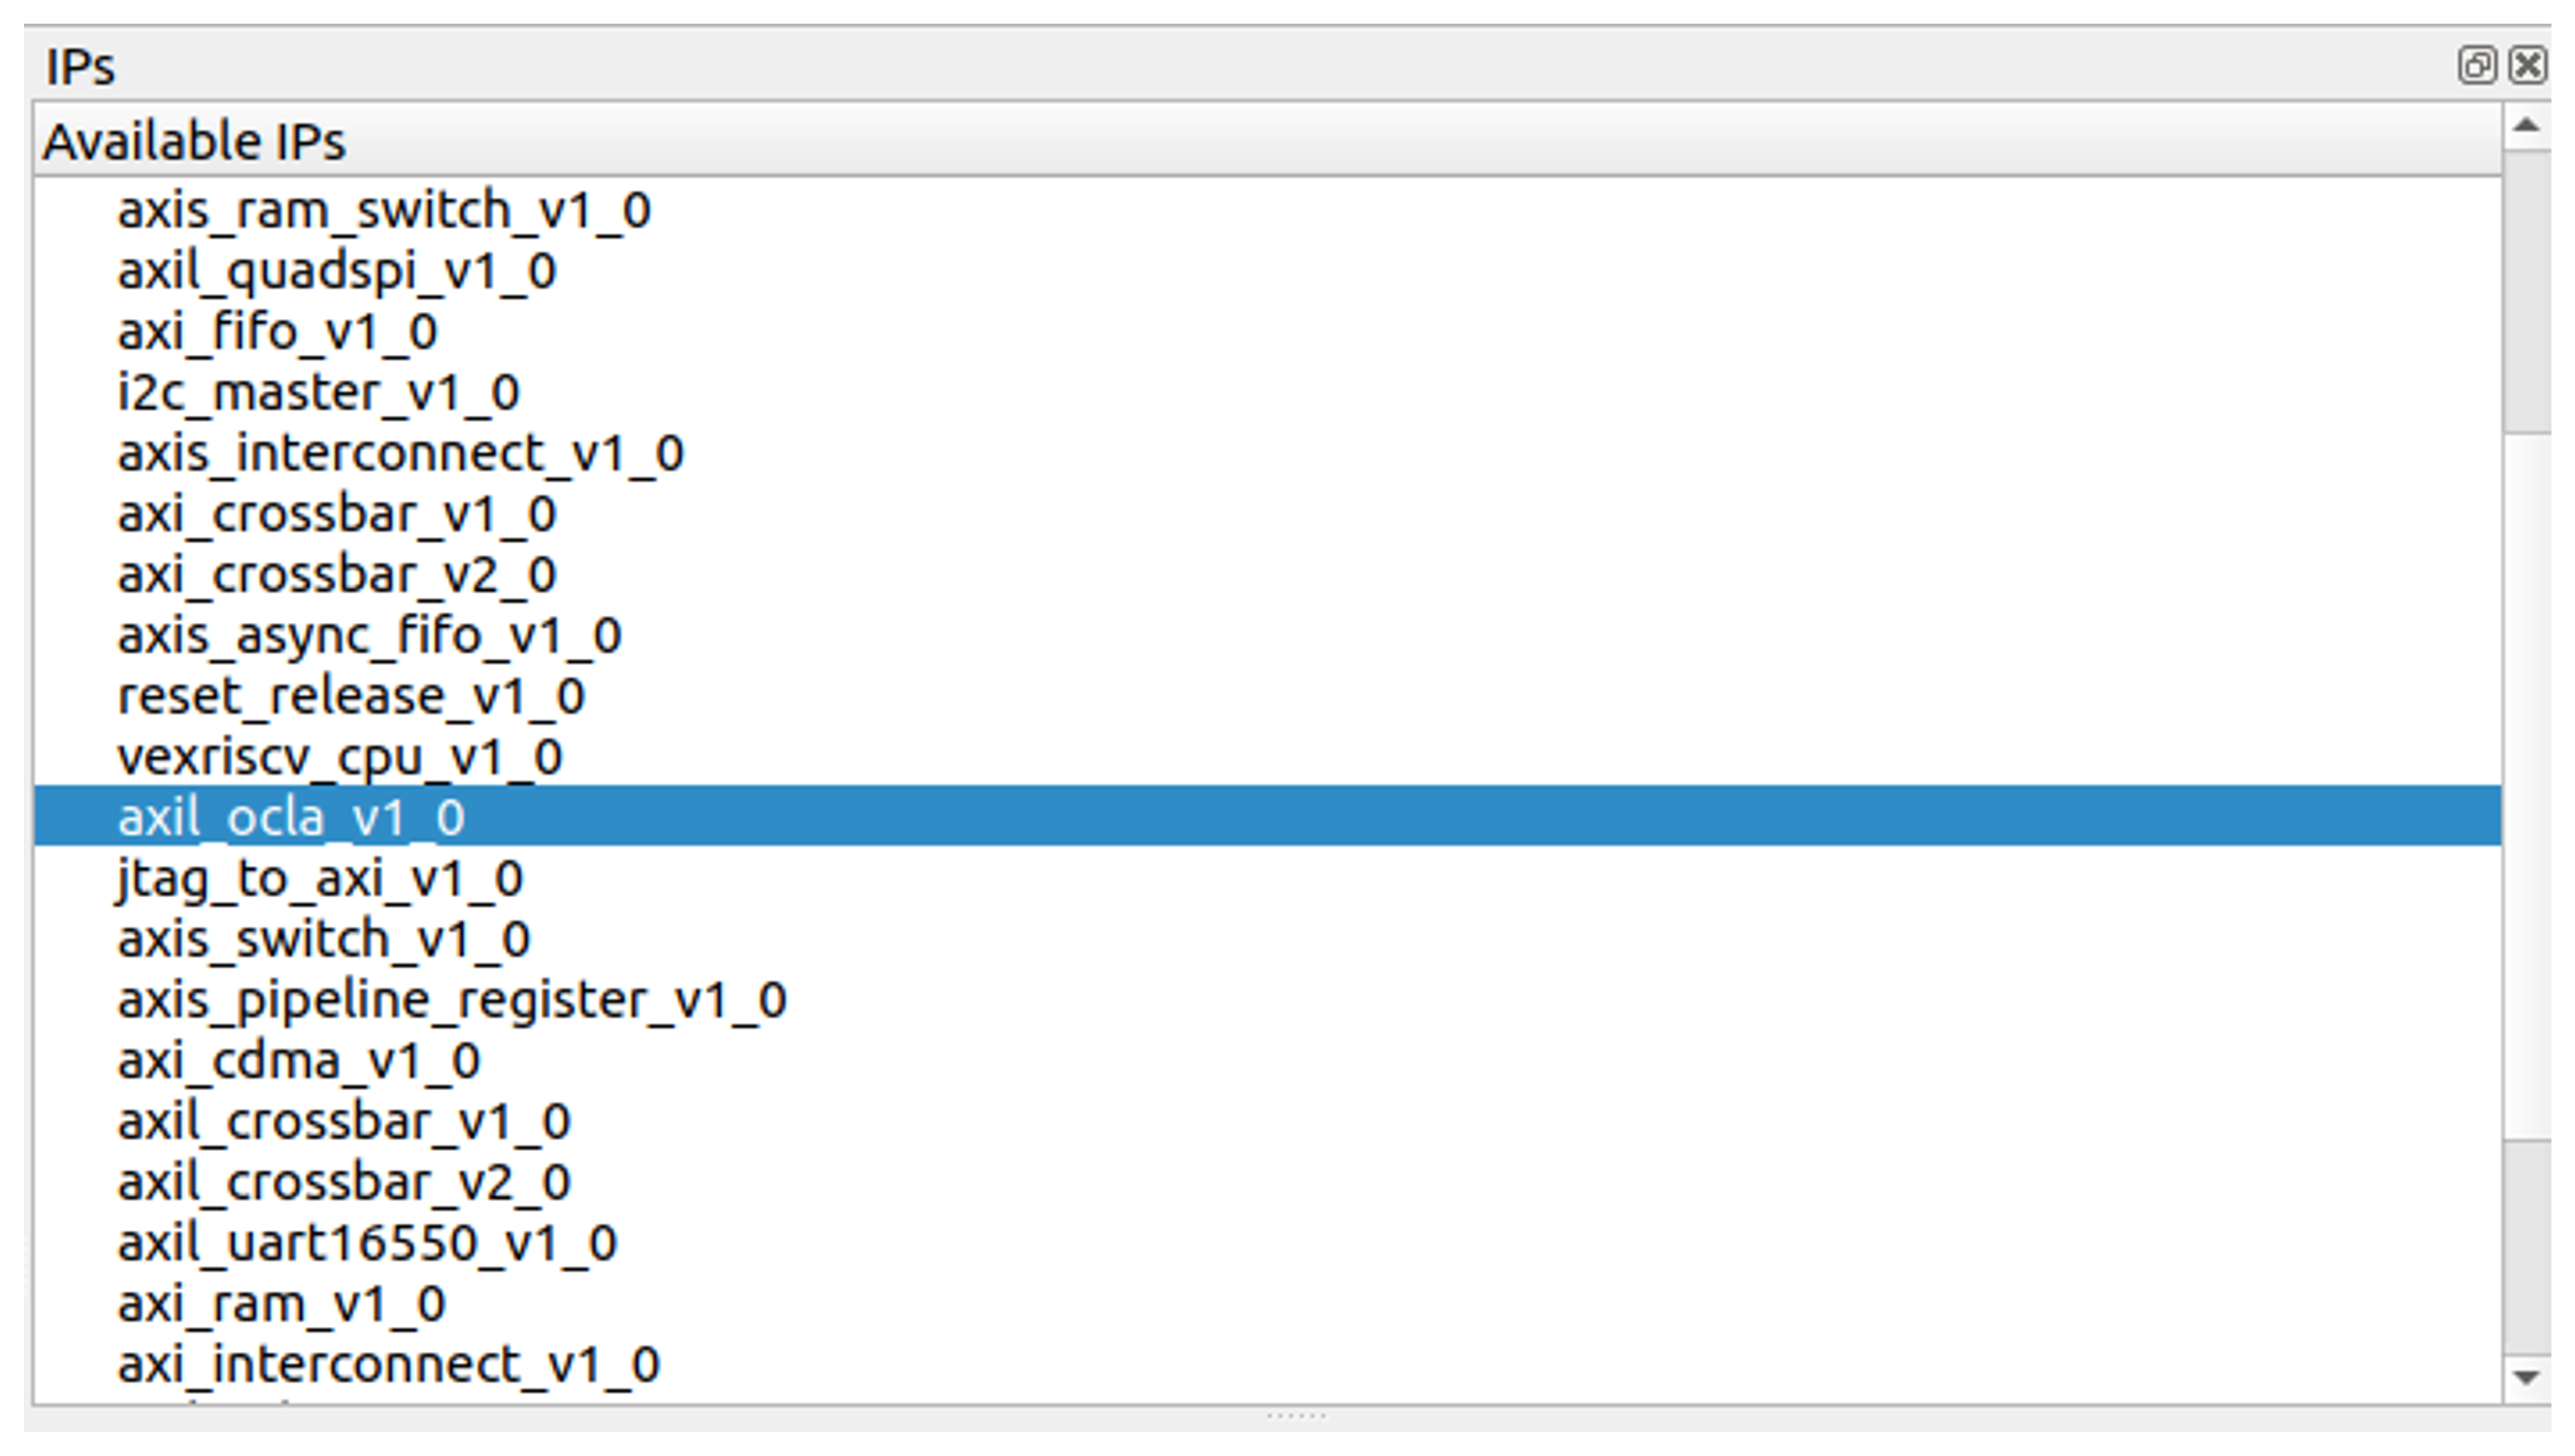 IPs
Available IPs
axis_ram_switch_v1_0
axil_quadspi_v1_0
axi_fifo_v1_0
i2c_master_v1_0
axis_interconnect_v1_0
axi_crossbar_v1_0
axi_crossbar_v2_0
axis_async_fifo_v1_0
reset_release_v1_0
vexriscv_cpu_v1_0
axil_ocla_v1_0
jtag_to_axi_v1_0
axis_switch_v1_0
axis_pipeline_register_v1_0
axi_cdma_v1_0
axil_crossbar_v1_0
axil_crossbar_v2_0
axil_uart16550_v1_0
axi_ram_v1_0
axi_interconnect_v1_0